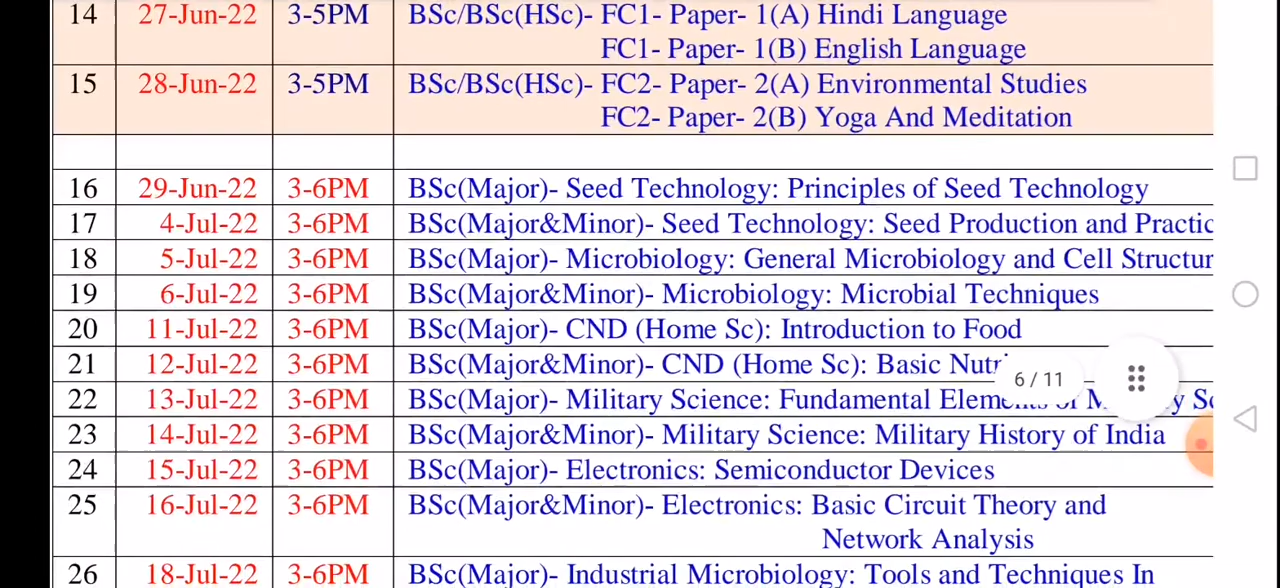 14 27-Jun-22 3-5PM BSc/BSc(HSc)- FC1- Paper- 1(A) Hindi Language
FC1- Paper- 1(B) English Language
15 28-Jun-22 3-5PM BSc/BSc(HSc)- FC2- Paper- 2(A) Environmental Studies
FC2- Paper- 2(B) Yoga And Meditation
16 29-Jun-22 3-6PM BSc(Major)- Seed Technology: Principles of Seed Technology
17 4-Jul-22 3-6PM BSc(Major&Minor)- Seed Technology: Seed Production and Practic
18 5-Jul-22 3-6PM BSc(Major)- Microbiology: General Microbiology and Cell Structur
19 6-Jul-22 3-6PM BSc(Major&Minor)- Microbiology: Microbial Techniques
20 11-Jul-22 3-6PM BSc(Major)- CND (Home Sc): Introduction to Food
21 12-Jul-22 3-6PM BSc(Major&Minor)- CND (Home Sc): Basic
6 / 11
22 13-Jul-22 3-6PM BSc(Major)- Military Science: Fundamental
23 14-Jul-22 3-6PM BSc(Major&Minor)- Military Science: Military History of India
24 15-Jul-22 3-6PM BSc(Major)- Electronics: Semiconductor Devices
25 16-Jul-22 3-6PM BSc(Major&Minor)- Electronics: Basic Circuit Theory and
Network Analysis
26 18-Jul-22 3-6PM BSc(Major)- Industrial Microbiology: Tools and Techniques In